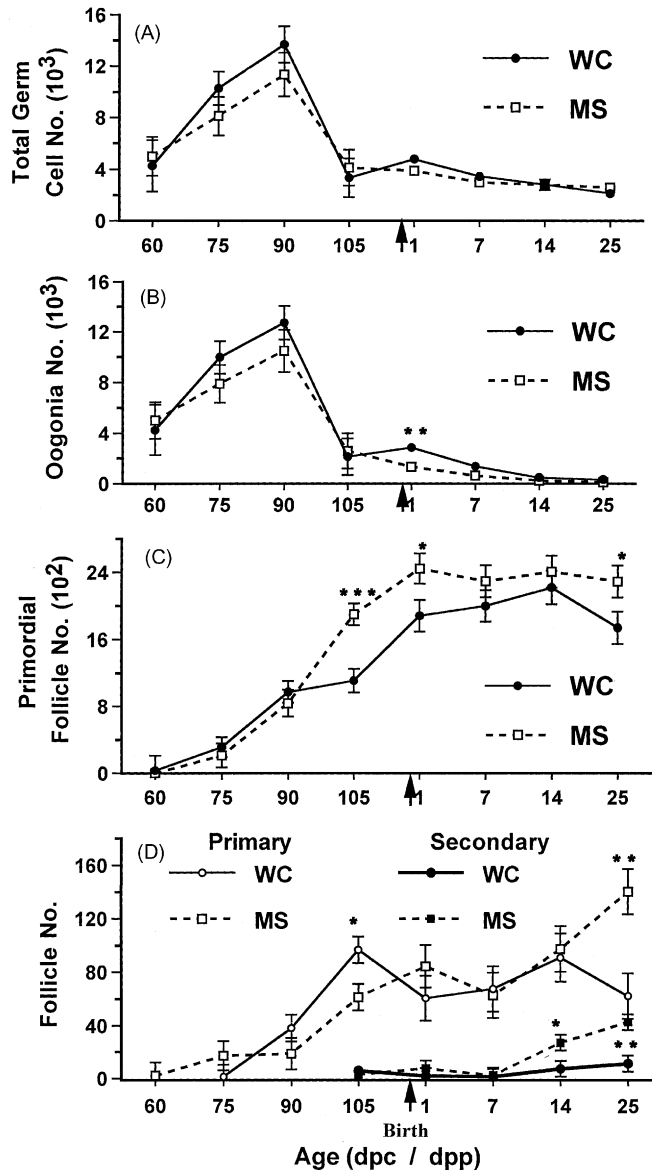 (A)
Total Germ
Cell No. (10³)
16
12
8
4
0
WC
MS
60 75 90 105 1 7 14 25
(B)
Oogonia No. (10³)
16
12
8
4
0
WC
MS
**
60 75 90 105 1 7 14 25
(C)
Primordial
Follicle No. (10²)
24
16
8
0
***
*
*
WC
MS
60 75 90 105 1 7 14 25
(D)
Primary Secondary
WC WC
MS MS
Follicle No.
160
120
80
40
0
*
**
*
**
60 75 90 105 1 7 14 25
Birth
Age (dpc / dpp)